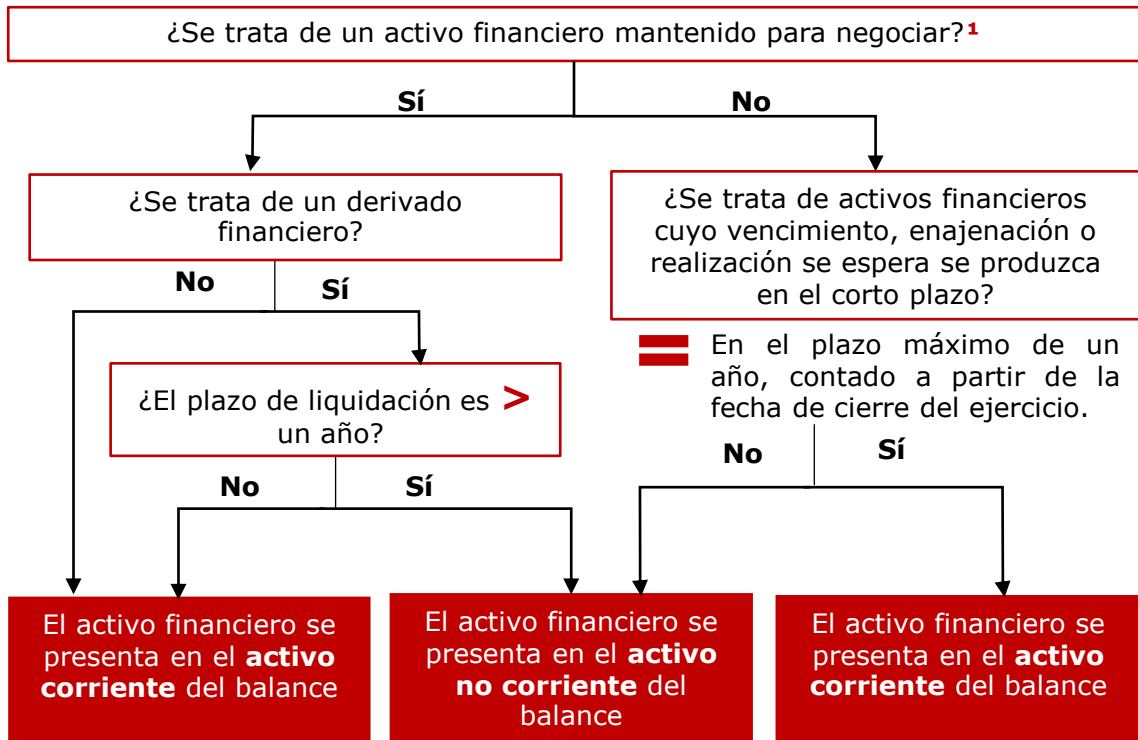 ¿Se trata de un activo financiero mantenido para negociar?¹
Sí
No
¿Se trata de un derivado
financiero?
¿Se trata de activos financieros
cuyo vencimiento, enajenación o
realización se espera se produzca
en el corto plazo?
No
Sí
= En el plazo máximo de un
año, contado a partir de la
fecha de cierre del ejercicio.
¿El plazo de liquidación es >
un año?
No
Sí
No
Sí
El activo financiero se
presenta en el activo
corriente del balance
El activo financiero se
presenta en el activo
no corriente del
balance
El activo financiero se
presenta en el activo
corriente del balance